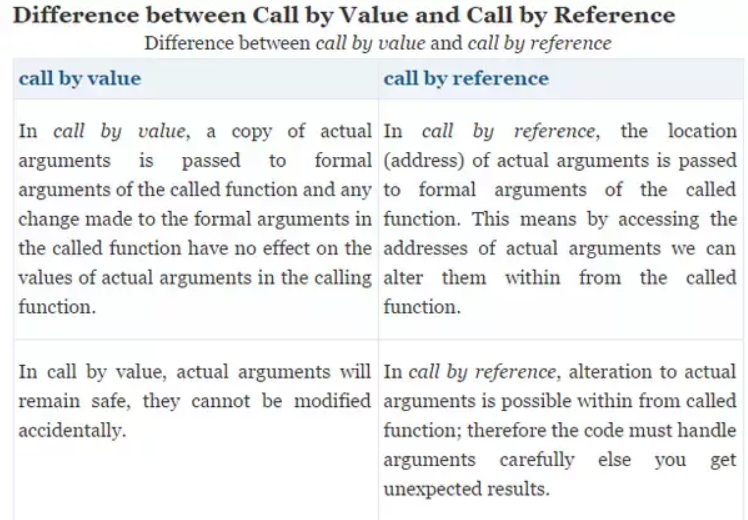 Difference between Call by Value and Call by Reference
Difference between call by value and call by reference
call by value
call by reference
In call by value, a copy of actual
arguments is passed to formal
arguments of the called function and any
change made to the formal arguments in
the called function have no effect on the
values of actual arguments in the calling
function.
In call by reference, the location
(address) of actual arguments is passed
to formal arguments of the called
function. This means by accessing the
addresses of actual arguments we can
alter them within from the called
function.
In call by value, actual arguments will
remain safe, they cannot be modified
accidentally.
In call by reference, alteration to actual
arguments is possible within from called
function; therefore the code must handle
arguments carefully else you get
unexpected results.